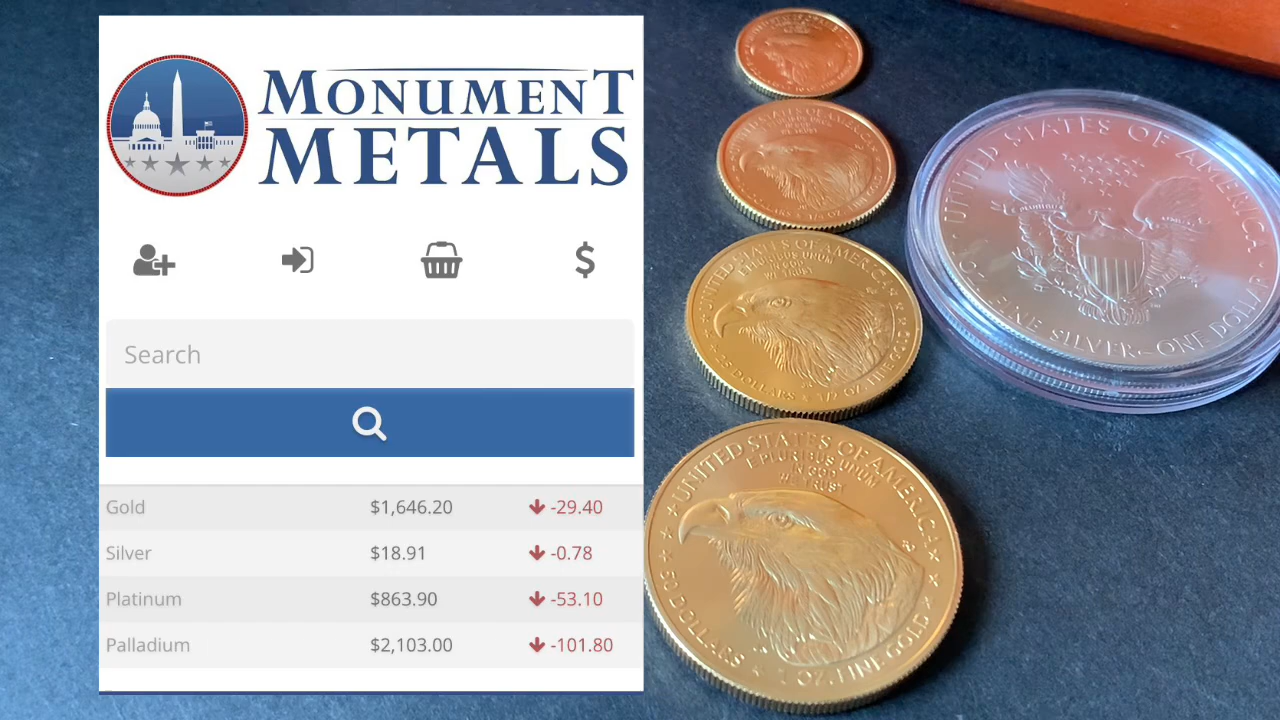 MONUMENT
METALS
Search
Gold $1,646.20 -29.40
Silver $18.91 -0.78
Platinum $863.90 -53.10
Palladium $2,103.00 -101.80
UNITED STATES OF AMERICA
E PLURIBUS UNUM
IN GOD
WE TRUST
25 DOLLARS 1/2 OZ. FINE GOLD
UNITED STATES OF AMERICA
E PLURIBUS UNUM
IN GOD
WE TRUST
50 DOLLARS 1 OZ. FINE GOLD
UNITED STATES OF AMERICA
1 OZ. FINE SILVER~ONE DOLLAR